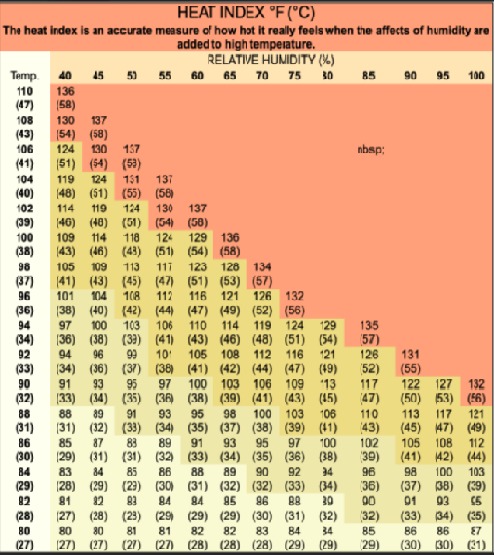 HEAT INDEX °F (°C)
The heat index is an accurate measure of how hot it really feels when the affects of humidity are
added to high temperature.
RELATIVE HUMIDITY (%)
Temp. 40 45 50 55 60 65 70 75 80 85 90 95 100
110 136
(47) (58)
108 130 137
(43) (54) (58)
106 124 130 137 nbsp;
(41) (51) (54) (58)
104 119 124 131 137
(40) (48) (51) (55) (58)
102 114 119 124 130 137
(39) (46) (48) (51) (54) (58)
100 109 114 118 124 129 136
(38) (43) (46) (48) (51) (54) (58)
98 105 109 113 117 123 128 134
(37) (41) (43) (45) (47) (51) (53) (57)
96 101 104 108 112 116 121 126 132
(36) (38) (40) (42) (44) (47) (49) (52) (56)
94 97 100 103 106 110 114 119 124 129 135
(34) (36) (38) (39) (41) (43) (46) (48) (51) (54) (57)
92 94 96 99 101 105 108 112 116 121 126 131
(33) (34) (36) (37) (38) (41) (42) (44) (47) (49) (52) (55)
90 91 93 95 97 100 103 106 109 113 117 122 127 132
(32) (33) (34) (35) (36) (38) (39) (41) (43) (45) (47) (50) (53) (56)
88 88 89 91 93 95 98 100 103 106 110 113 117 121
(31) (31) (32) (33) (34) (35) (37) (38) (39) (41) (43) (45) (47) (49)
86 85 87 88 89 91 93 95 97 100 102 105 108 112
(30) (29) (31) (31) (32) (33) (34) (35) (36) (38) (39) (41) (42) (44)
84 83 84 85 86 88 89 90 92 94 96 98 100 103
(29) (28) (29) (29) (30) (31) (32) (32) (33) (34) (36) (37) (38) (39)
82 81 82 83 84 84 85 86 88 89 90 91 93 95
(28) (27) (28) (28) (29) (29) (29) (30) (31) (32) (32) (33) (34) (35)
80 80 80 81 81 82 82 83 84 84 85 86 86 87
(27) (27) (27) (27) (27) (28) (28) (28) (29) (29) (29) (30) (30) (31)